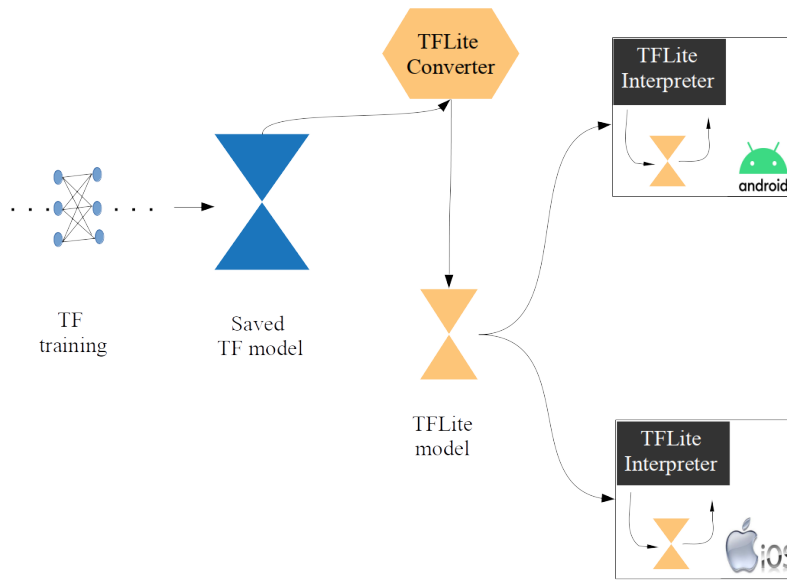 TFLite
Converter
TFLite
Interpreter
android
TF
training
Saved
TF model
TFLite
model
TFLite
Interpreter
iOS